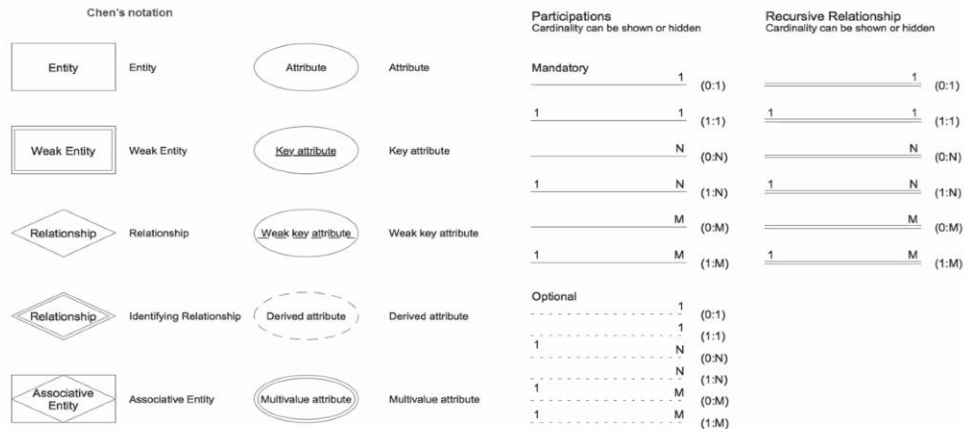 Chen's notation
Entity
Entity
Attribute
Attribute
Weak Entity
Weak Entity
Key attribute
Key attribute
Relationship
Relationship
Weak key attribute
Weak key attribute
Relationship
Identifying Relationship
Derived attribute
Derived attribute
Associative
Entity
Associative Entity
Multivalue attribute
Multivalue attribute
Participations
Cardinality can be shown or hidden
Mandatory
1 (0:1)
1 1 (1:1)
N (0:N)
1 N (1:N)
M (0:M)
1 M (1:M)
Optional
1 (0:1)
1 (1:1)
1 N (0:N)
N (1:N)
1 M (0:M)
1 M (1:M)
Recursive Relationship
Cardinality can be shown or hidden
1 (0:1)
1 1 (1:1)
N (0:N)
1 N (1:N)
M (0:M)
1 M (1:M)